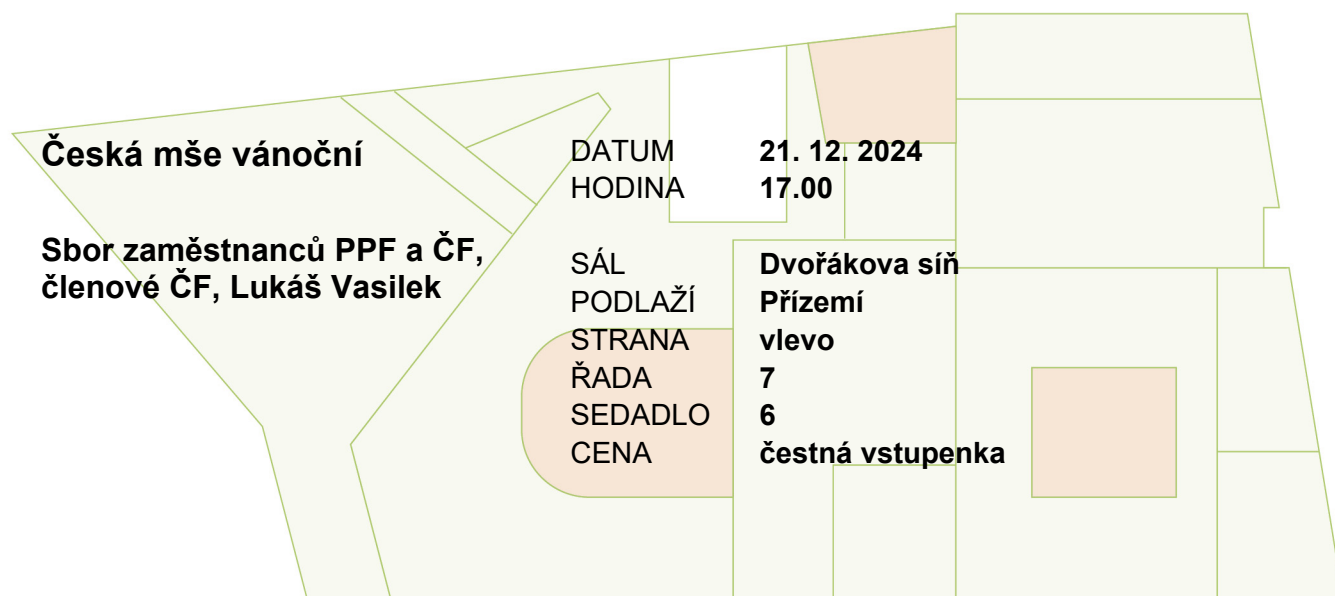 Česká mše vánoční
Sbor zaměstnanců PPF a ČF,
členové ČF, Lukáš Vasilek
DATUM 21. 12. 2024
HODINA 17.00
SÁL Dvořákova síň
PODLAŽÍ Přízemí
STRANA vlevo
ŘADA 7
SEDADLO 6
CENA čestná vstupenka